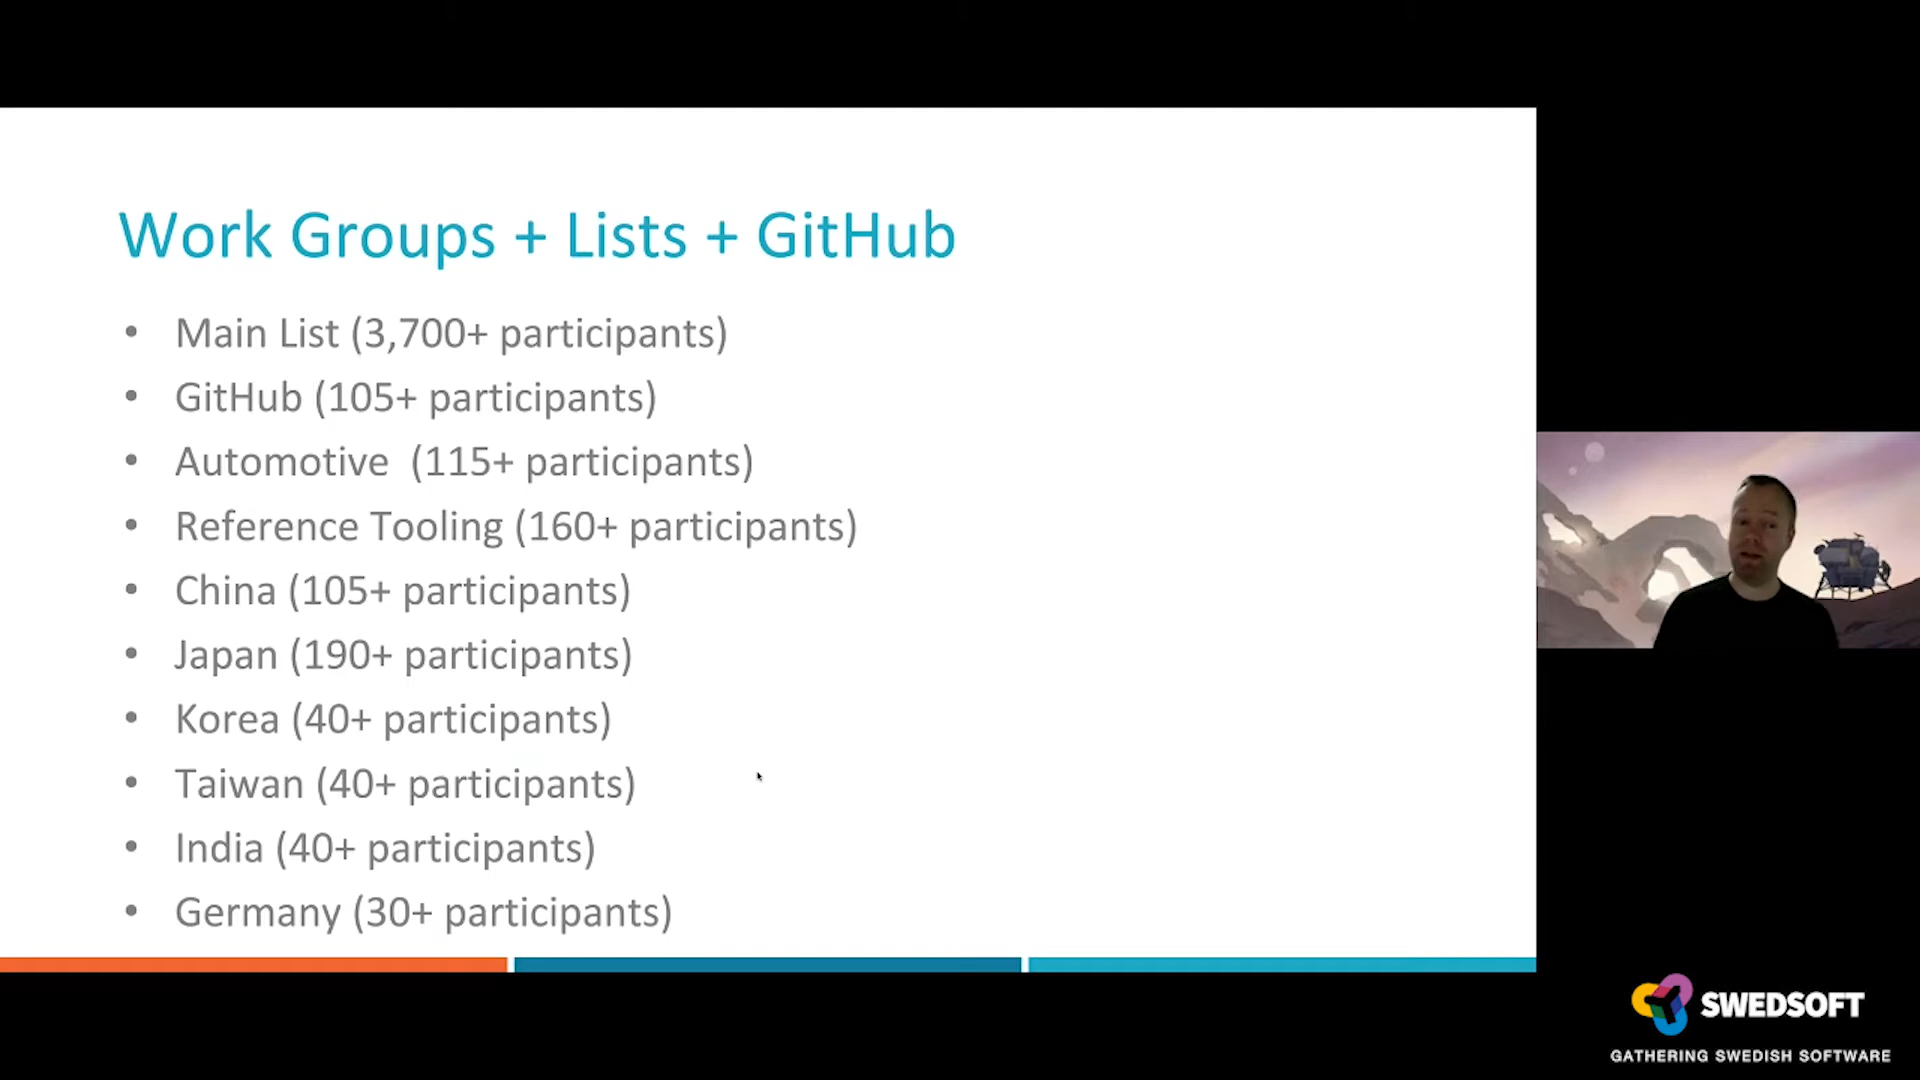 Work Groups + Lists + GitHub
• Main List (3,700+ participants)
• GitHub (105+ participants)
• Automotive  (115+ participants)
• Reference Tooling (160+ participants)
• China (105+ participants)
• Japan (190+ participants)
• Korea (40+ participants)
• Taiwan (40+ participants)
• India (40+ participants)
• Germany (30+ participants)
SWEDSOFT
GATHERING SWEDISH SOFTWARE